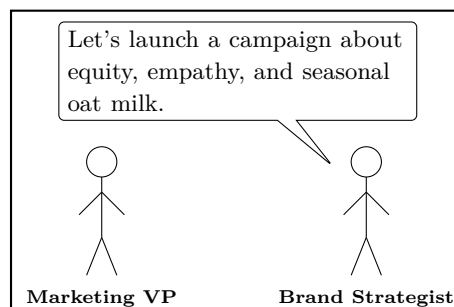 Let's launch a campaign about
equity, empathy, and seasonal
oat milk.
Marketing VP
Brand Strategist